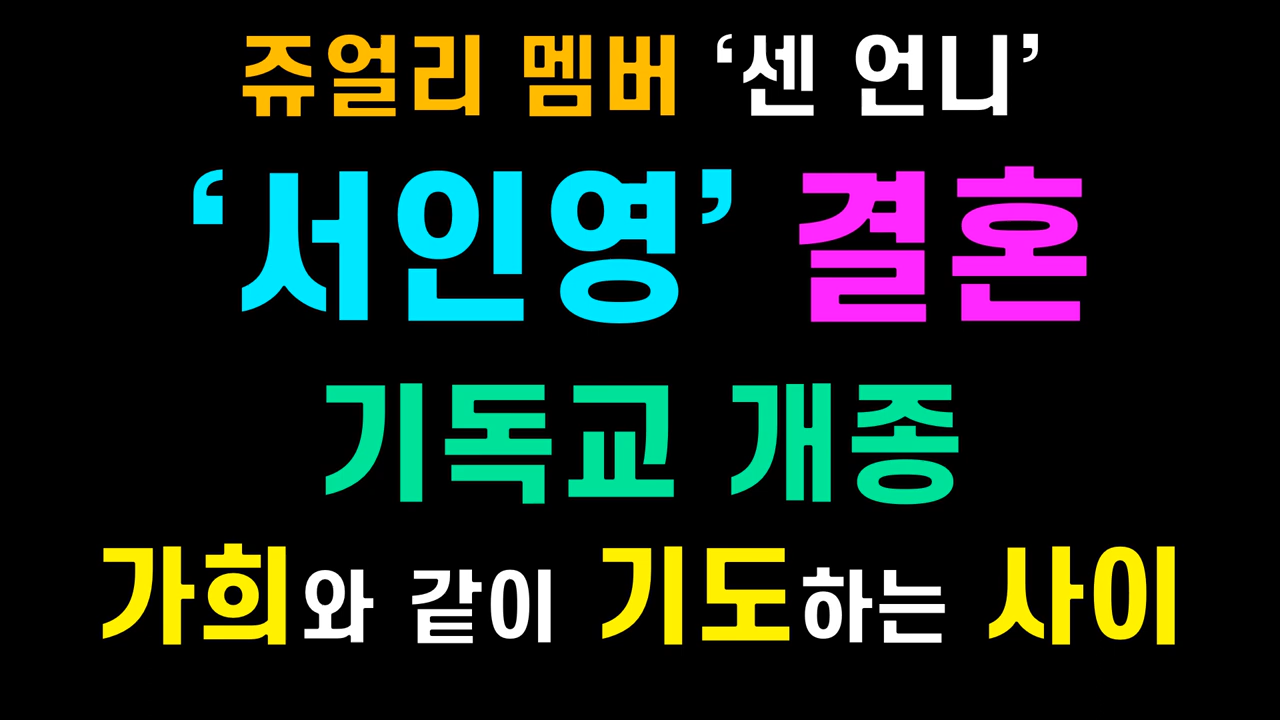 쥬얼리 멤버 ‘센 언니’
‘서인영’ 결혼
기독교 개종
가희와 같이 기도하는 사이